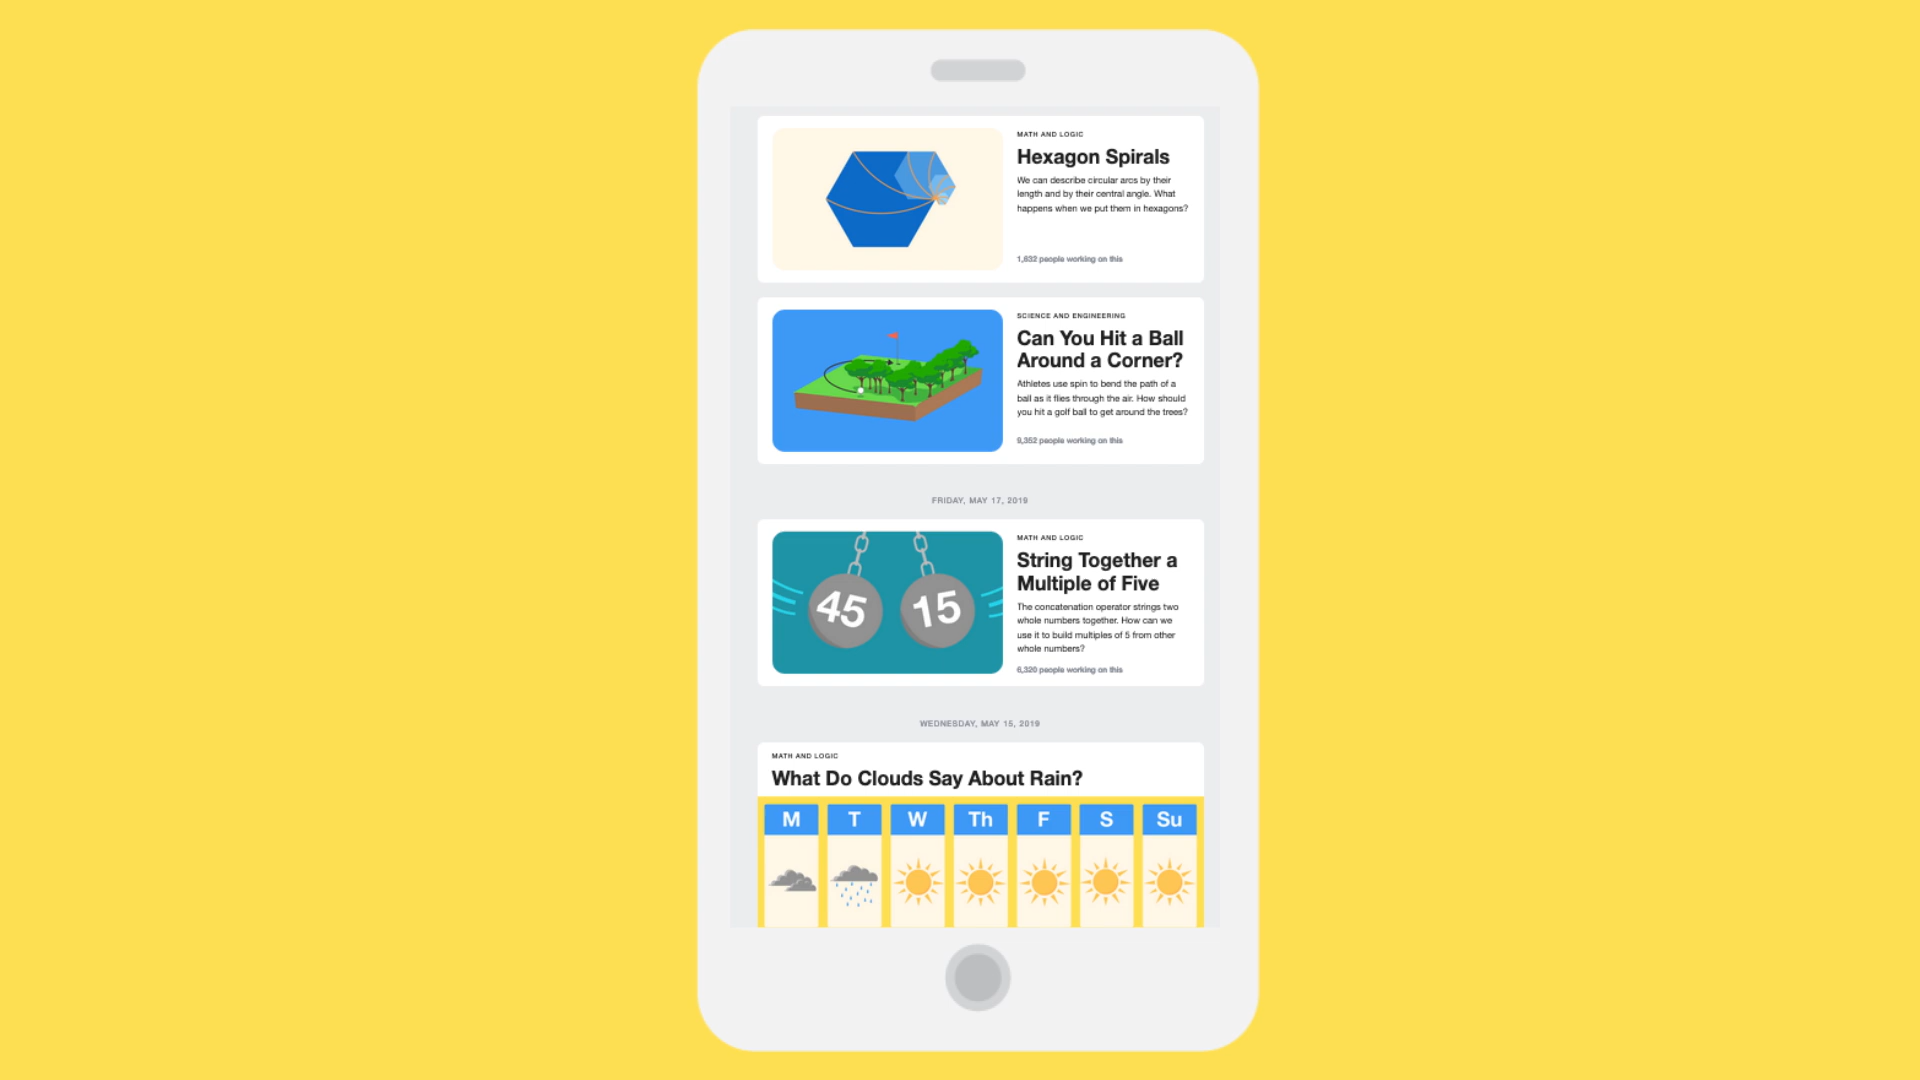 MATH AND LOGIC
Hexagon Spirals
We can describe circular arcs by their
length and by their central angle. What
happens when we put them in hexagons?
1,632 people working on this
SCIENCE AND ENGINEERING
Can You Hit a Ball
Around a Corner?
Athletes use spin to bend the path of a
ball as it flies through the air. How should
you hit a golf ball to get around the trees?
9,352 people working on this
FRIDAY, MAY 17, 2019
45 15
MATH AND LOGIC
String Together a
Multiple of Five
The concatenation operator strings two
whole numbers together. How can we
use it to build multiples of 5 from other
whole numbers?
6,320 people working on this
WEDNESDAY, MAY 15, 2019
MATH AND LOGIC
What Do Clouds Say About Rain?
M T W Th F S Su